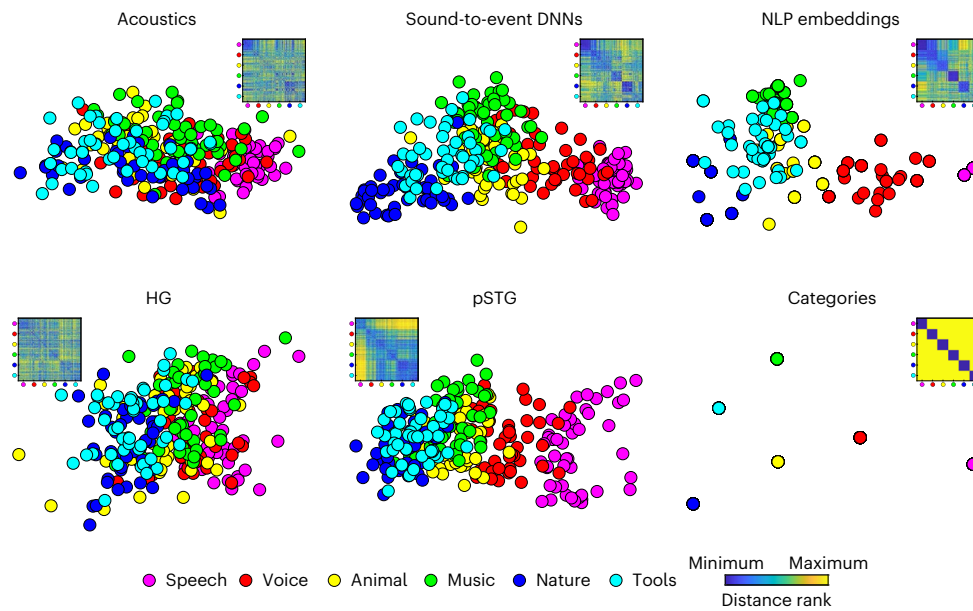 Acoustics
Sound-to-event DNNs
NLP embeddings
HG
pSTG
Categories
Speech Voice Animal Music Nature Tools
Minimum Maximum
Distance rank